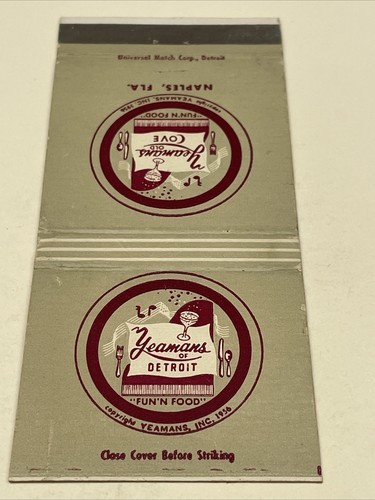 Universal Match Corp., Detroit
NAPLES, FLA.
copyright YEAMANS, INC. 1956
"FUN'N FOOD"
Yeamans
OLD
COVE
Yeamans
OF
DETROIT
"FUN'N FOOD"
copyright YEAMANS, INC. 1956
Close Cover Before Striking